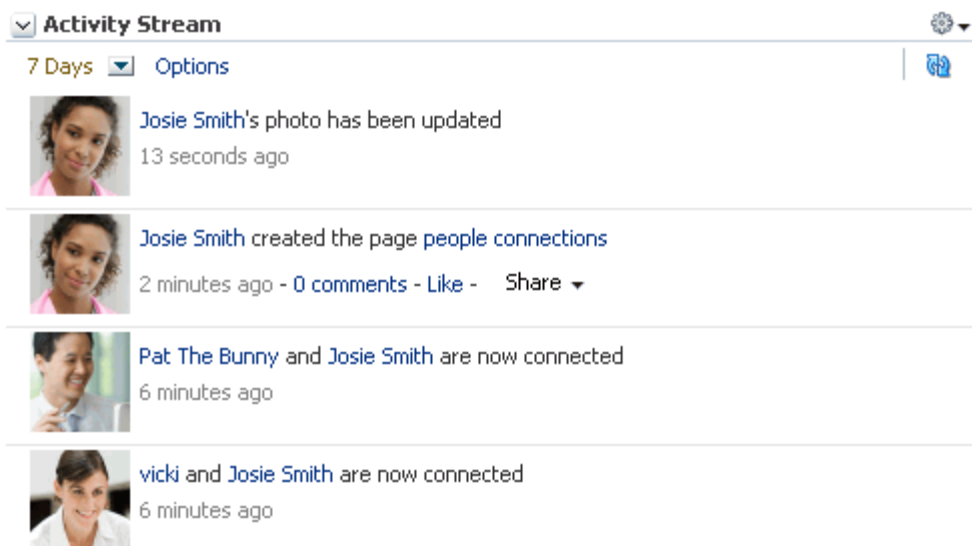 Activity Stream
7 Days Options
Josie Smith's photo has been updated
13 seconds ago
Josie Smith created the page people connections
2 minutes ago - 0 comments - Like - Share
Pat The Bunny and Josie Smith are now connected
6 minutes ago
vicki and Josie Smith are now connected
6 minutes ago